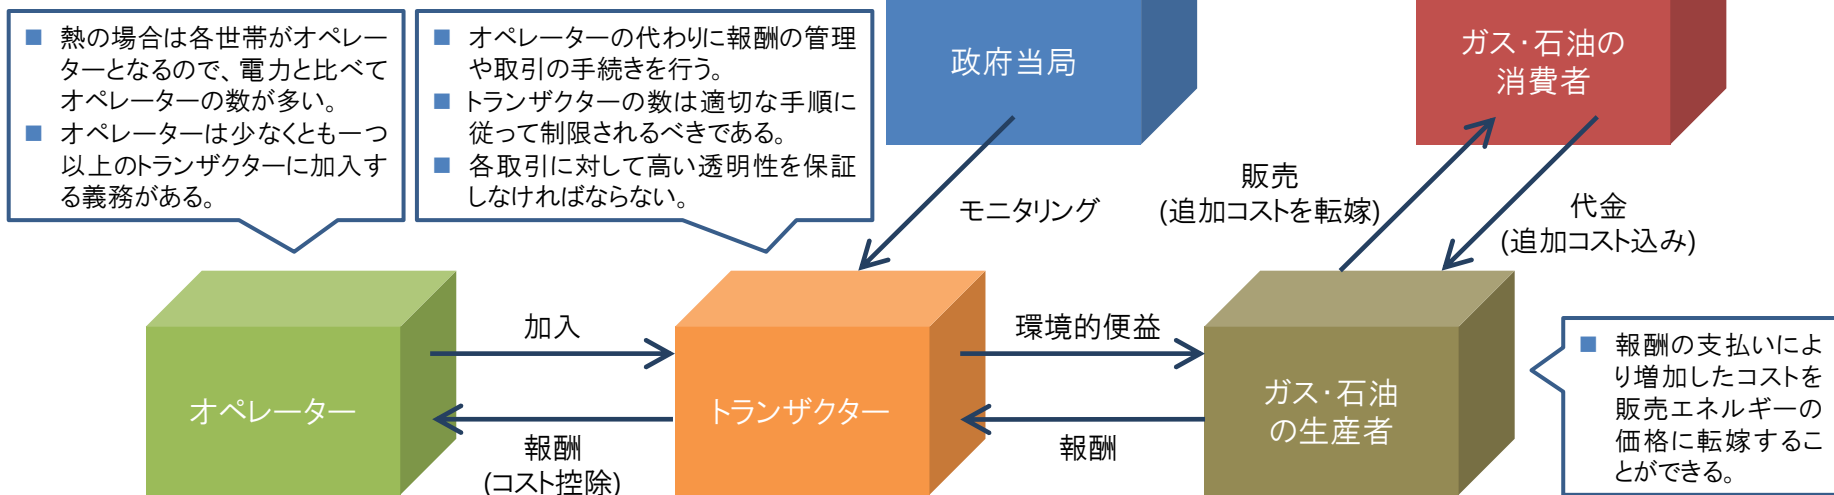 ■ 熱の場合は各世帯がオペレー
ターとなるので、電力と比べて
オペレーターの数が多い。
■ オペレーターは少なくとも一つ
以上のトランザクターに加入す
る義務がある。
■ オペレーターの代わりに報酬の管理
や取引の手続きを行う。
■ トランザクターの数は適切な手順に
従って制限されるべきである。
■ 各取引に対して高い透明性を保証
しなければならない。
政府当局
ガス・石油の
消費者
モニタリング
販売
(追加コストを転嫁)
代金
(追加コスト込み)
オペレーター
加入
報酬
(コスト控除)
トランザクター
環境的便益
報酬
ガス・石油
の生産者
■ 報酬の支払いによ
り増加したコストを
販売エネルギーの
価格に転嫁するこ
とができる。